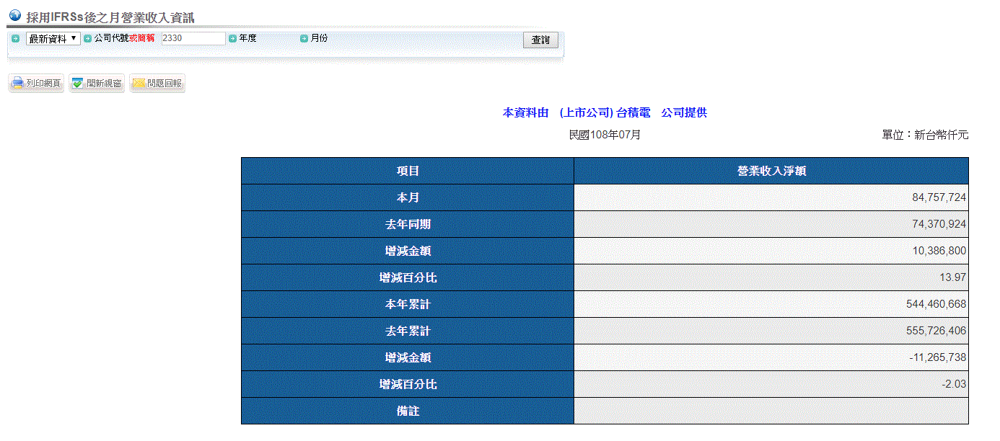 採用IFRSs後之月營業收入資訊
最新資料 公司代號或簡稱 2330 年度 月份 查詢
列印網頁 開新視窗 問題回報
本資料由 (上市公司) 台積電 公司提供
民國108年07月 單位：新台幣仟元
項目 營業收入淨額
本月 84,757,724
去年同期 74,370,924
增減金額 10,386,800
增減百分比 13.97
本年累計 544,460,668
去年累計 555,726,406
增減金額 -11,265,738
增減百分比 -2.03
備註